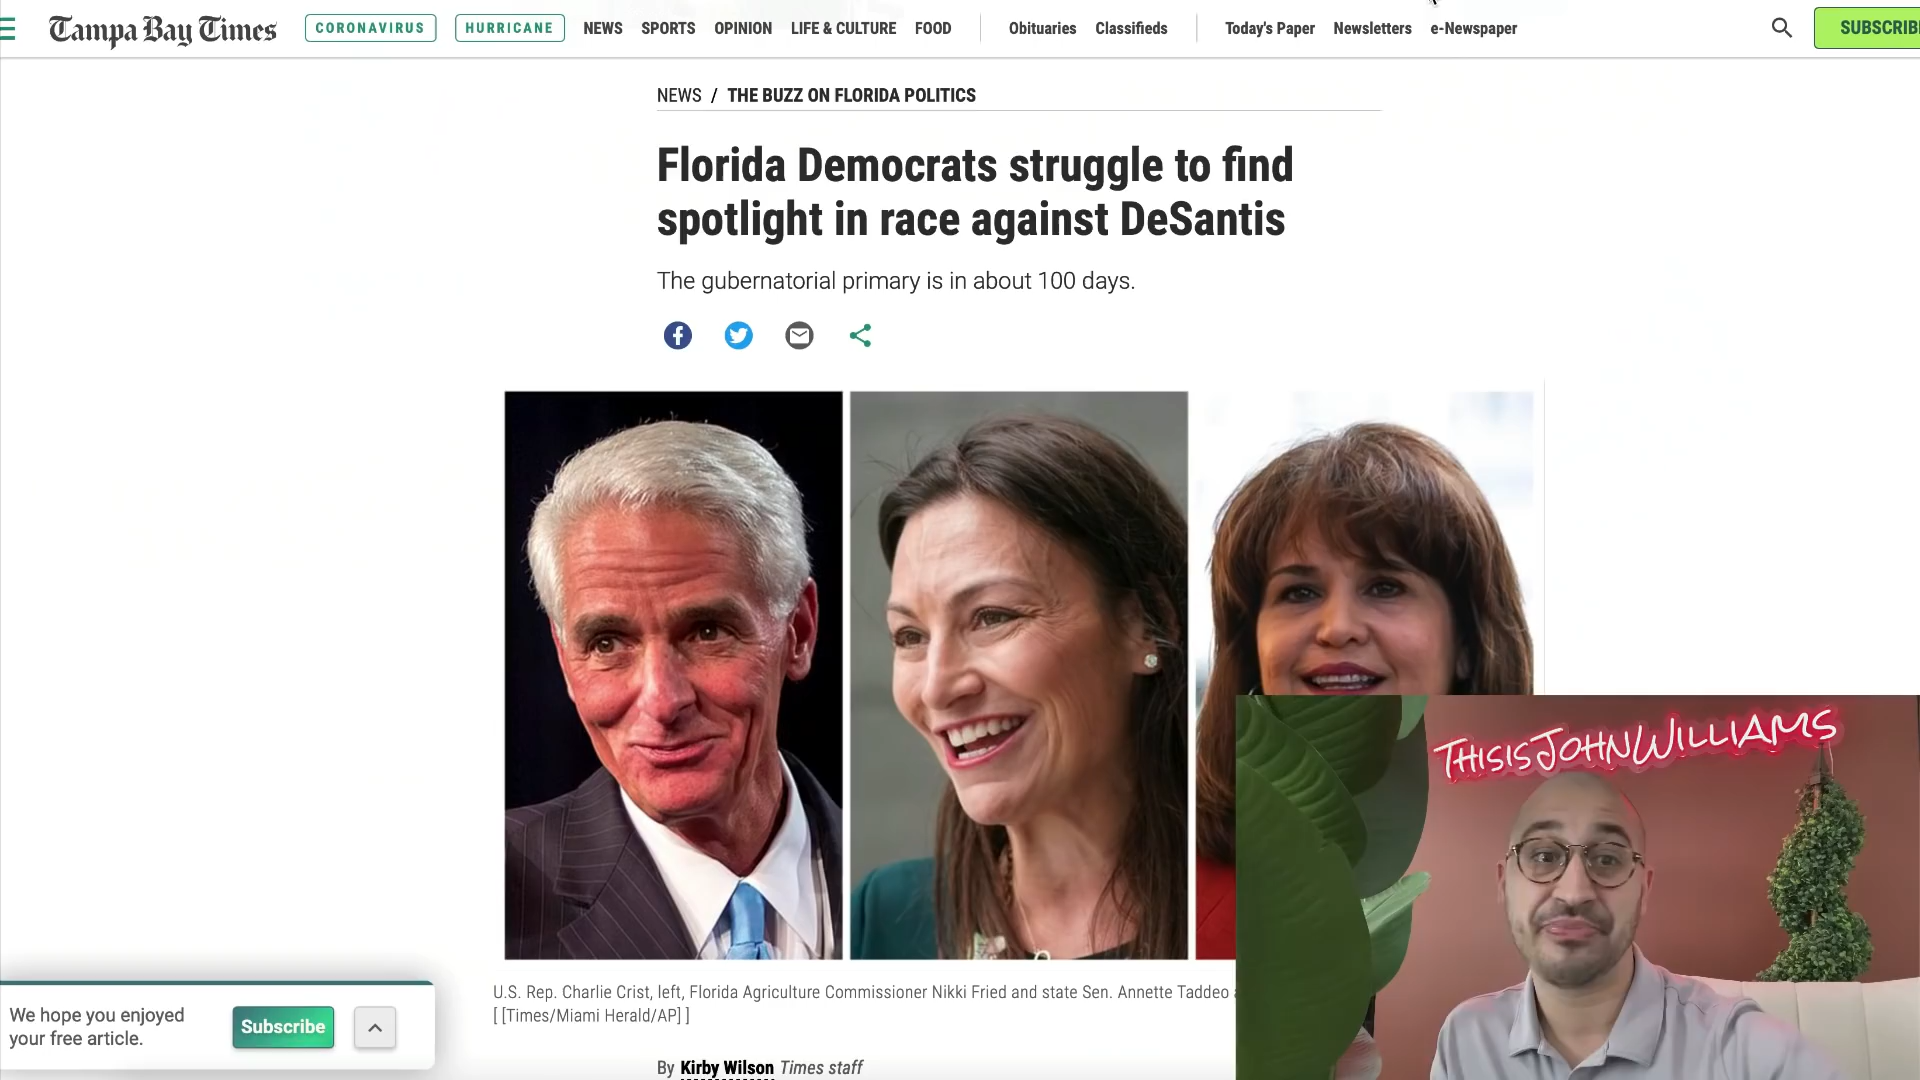 Tampa Bay Times
CORONAVIRUS
HURRICANE
NEWS
SPORTS
OPINION
LIFE & CULTURE
FOOD
Obituaries
Classifieds
Today's Paper
Newsletters
e-Newspaper
NEWS / THE BUZZ ON FLORIDA POLITICS
Florida Democrats struggle to find
spotlight in race against DeSantis
The gubernatorial primary is in about 100 days.
THISISJOHNWILLIAMS
U.S. Rep. Charlie Crist, left, Florida Agriculture Commissioner Nikki Fried and state Sen. Annette Taddeo
[ [Times/Miami Herald/AP] ]
We hope you enjoyed
your free article.
Subscribe
By Kirby Wilson Times staff